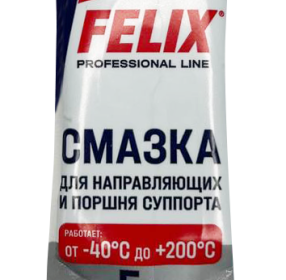 FELIX®
PROFESSIONAL LINE
СМАЗКА
ДЛЯ НАПРАВЛЯЮЩИХ
И ПОРШНЯ СУППОРТА
РАБОТАЕТ:
от -40°С до +200°С